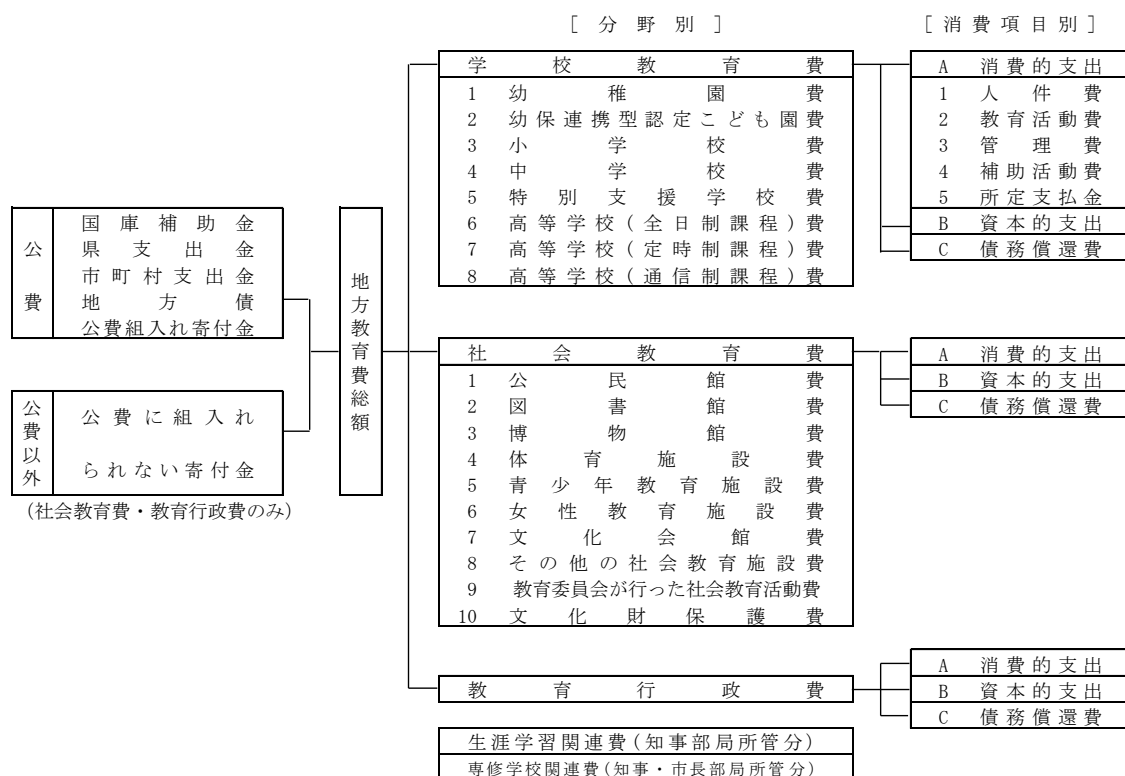 [ 分 野 別 ]
[ 消 費 項 目 別 ]
学校教育費
1 幼稚園費
2 幼保連携型認定こども園費
3 小学校費
4 中学校費
5 特別支援学校費
6 高等学校(全日制課程)費
7 高等学校(定時制課程)費
8 高等学校(通信制課程)費
A 消費的支出
1 人件費
2 教育活動費
3 管理費
4 補助活動費
5 所定支払金
B 資本的支出
C 債務償還費
公費
国庫補助金
県支出金
市町村支出金
地方債
公費組入れ寄付金
公費以外
公費に組入れ
られない寄付金
(社会教育費・教育行政費のみ)
地方教育費総額
社会教育費
1 公民館費
2 図書館費
3 博物館費
4 体育施設費
5 青少年教育施設費
6 女性教育施設費
7 文化会館費
8 その他の社会教育施設費
9 教育委員会が行った社会教育活動費
10 文化財保護費
A 消費的支出
B 資本的支出
C 債務償還費
教育行政費
A 消費的支出
B 資本的支出
C 債務償還費
生涯学習関連費(知事部局所管分)
専修学校関連費(知事・市長部局所管分)